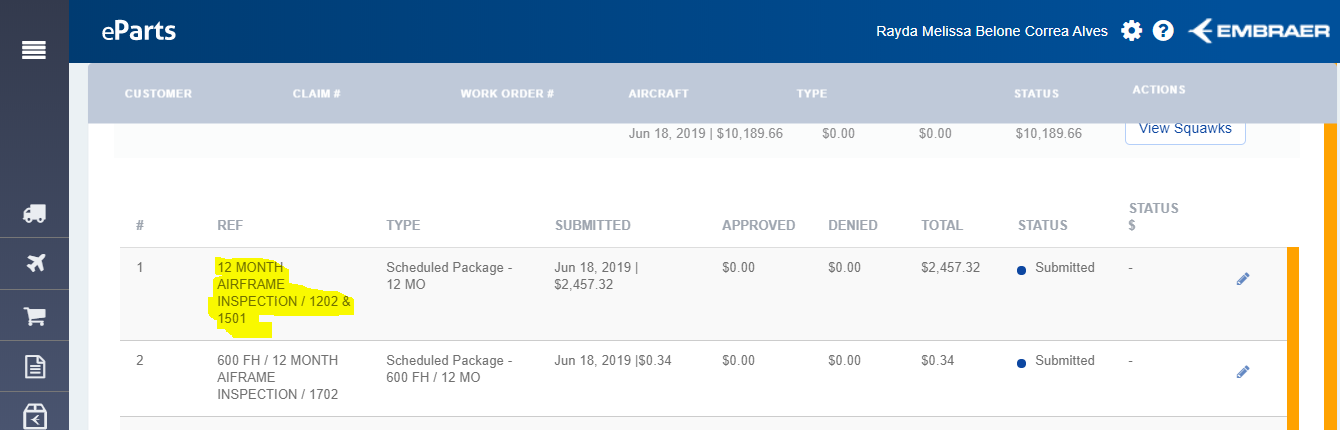 eParts
Rayda Melissa Belone Correa Alves
EMBRAER
CUSTOMER CLAIM # WORK ORDER # AIRCRAFT TYPE STATUS ACTIONS
Jun 18, 2019 | $10,189.66 $0.00 $0.00 $10,189.66 View Squawks
# REF TYPE SUBMITTED APPROVED DENIED TOTAL STATUS STATUS
$
1 12 MONTH Scheduled Package - Jun 18, 2019 | $0.00 $0.00 $2,457.32 Submitted -
AIRFRAME 12 MO $2,457.32
INSPECTION / 1202 &
1501
2 600 FH / 12 MONTH Scheduled Package - Jun 18, 2019 |$0.34 $0.00 $0.00 $0.34 Submitted -
AIFRAME 600 FH / 12 MO
INSPECTION / 1702